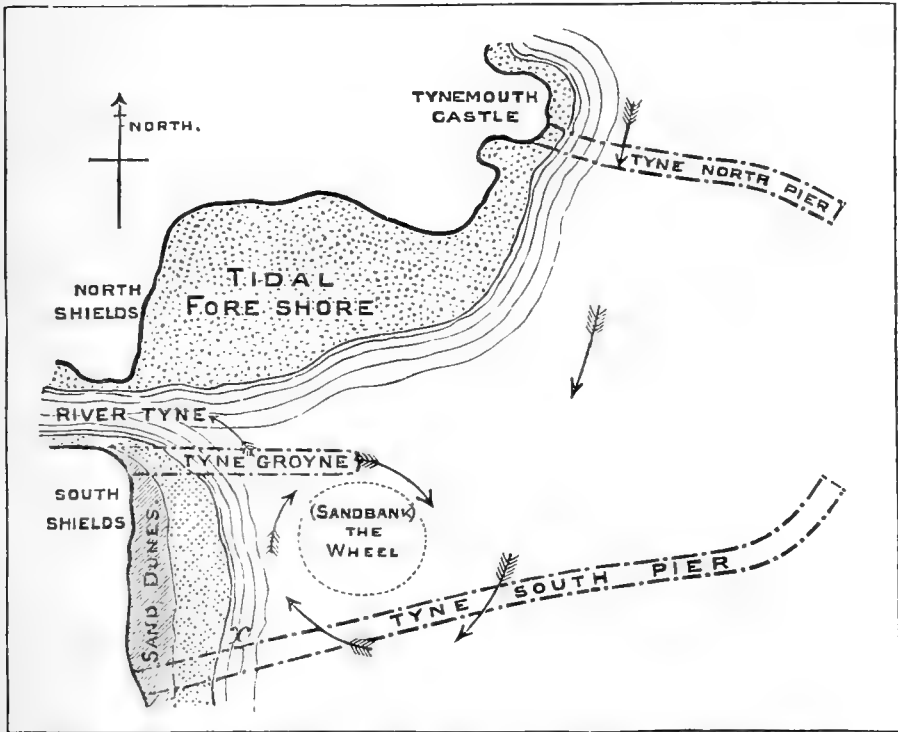 TYNEMOUTH
CASTLE
NORTH.
TYNE NORTH PIER
TIDAL
FORE SHORE
NORTH
SHIELDS
RIVER TYNE
TYNE GROYNE
SOUTH
SHIELDS
SAND DUNES.
(SANDBANK)
THE
WHEEL
TYNE SOUTH PIER
x